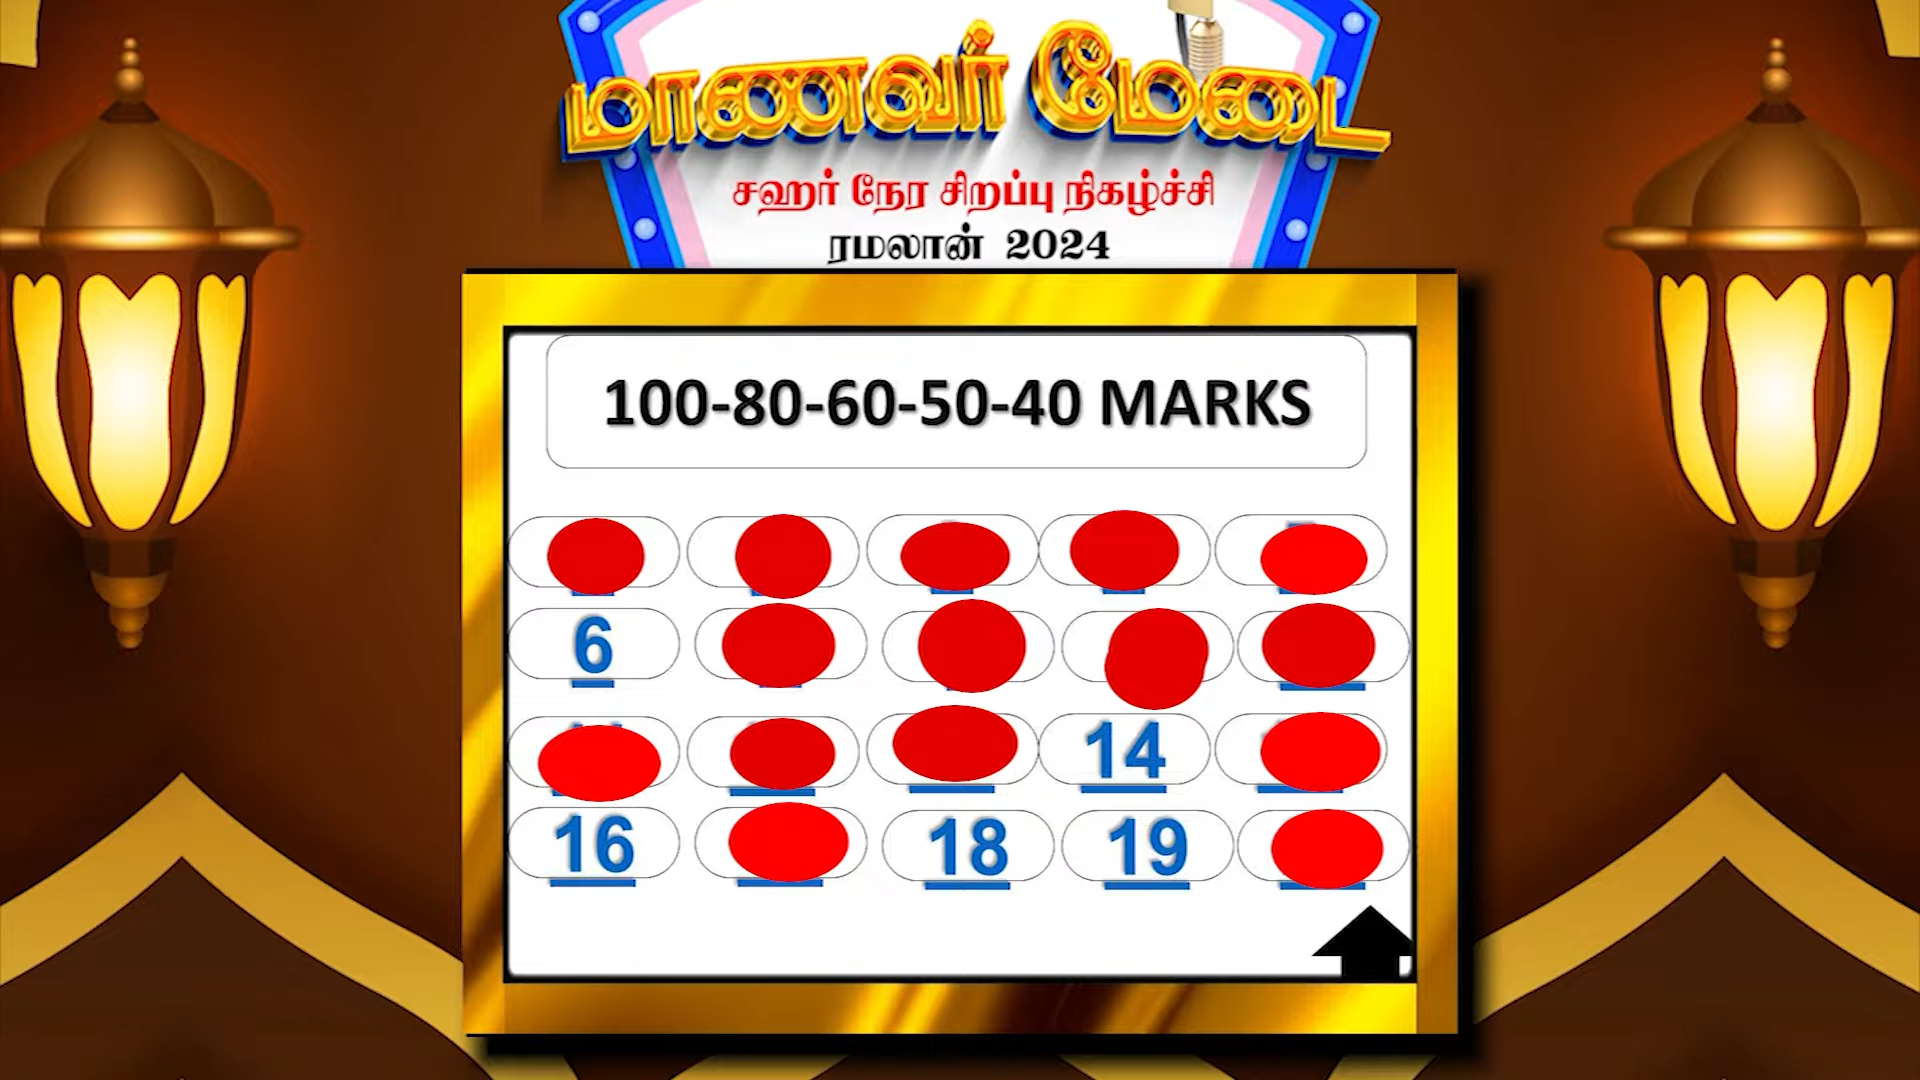 மாணவர் மேடை
சஹர் நேர சிறப்பு நிகழ்ச்சி
ரமலான் 2024
100-80-60-50-40 MARKS
6
14
16 18 19